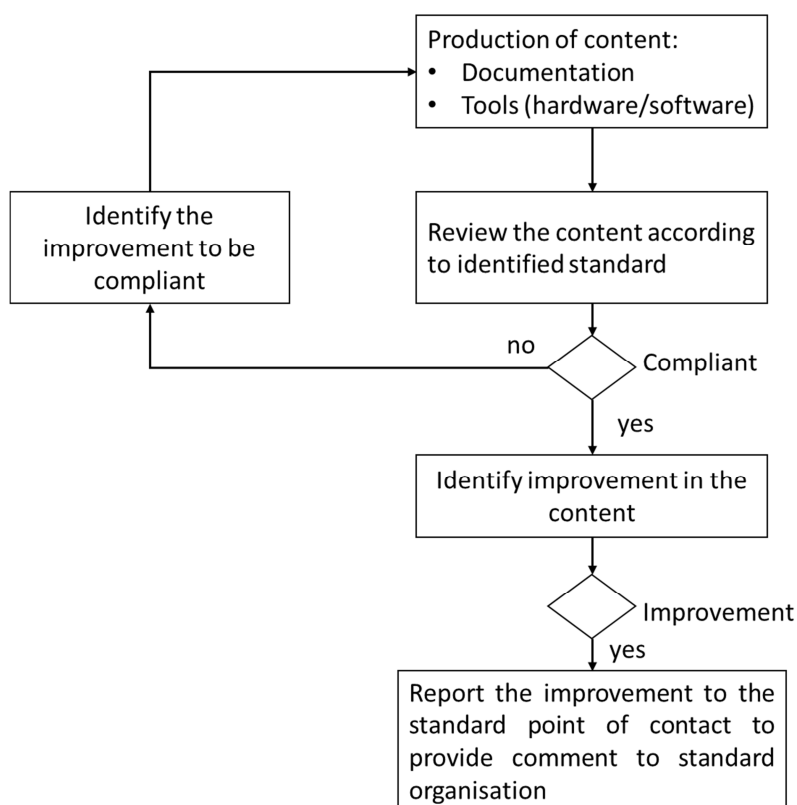 Production of content:
• Documentation
• Tools (hardware/software)
Identify the
improvement to be
compliant
Review the content according
to identified standard
no
Compliant
yes
Identify improvement in the
content
Improvement
yes
Report the improvement to the
standard point of contact to
provide comment to standard
organisation